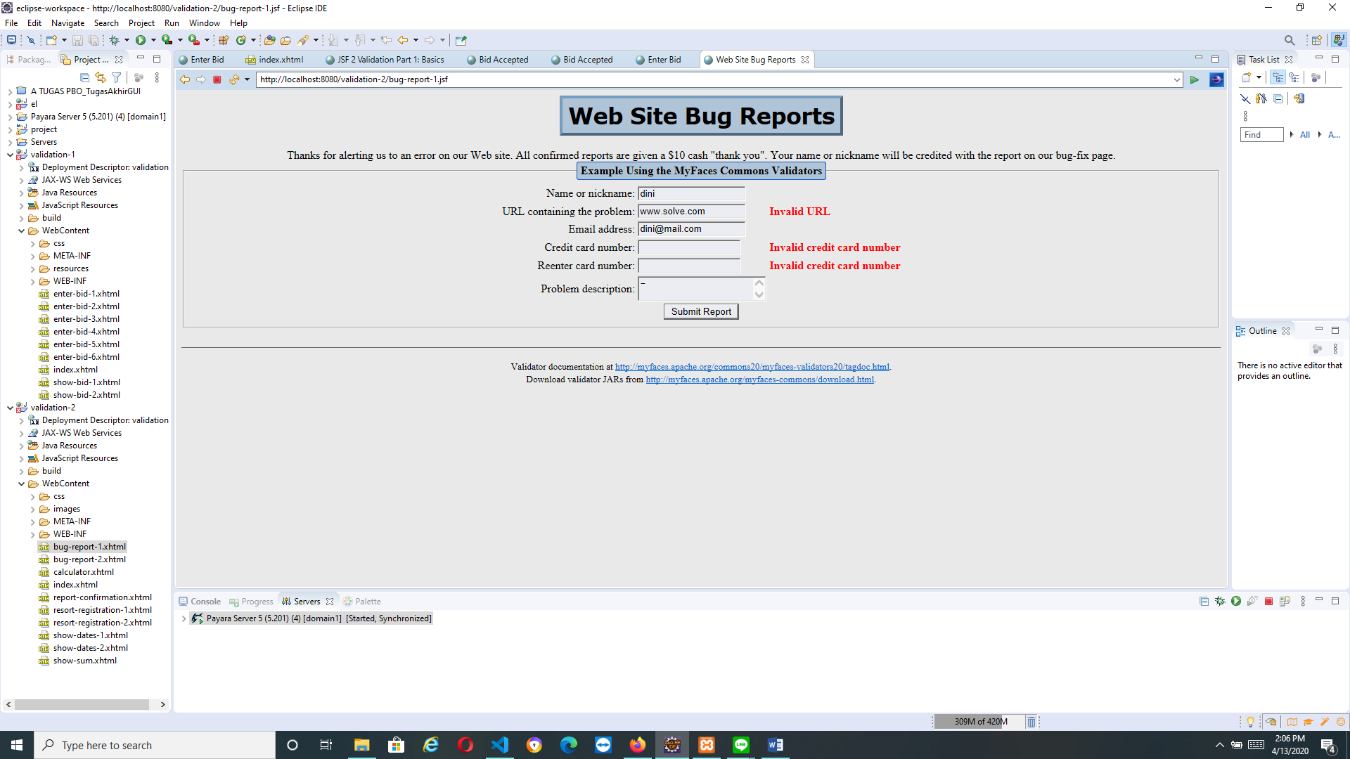 eclipse-workspace - http://localhost:8080/validation-2/bug-report-1.jsf - Eclipse IDE
File Edit Navigate Search Project Run Window Help
Packag... Project ...
A TUGAS PBO_TugasAkhirGUI
el
Payara Server 5 (5.201) (4) [domain1]
project
Servers
validation-1
Deployment Descriptor: validation
JAX-WS Web Services
Java Resources
JavaScript Resources
build
WebContent
css
META-INF
resources
WEB-INF
enter-bid-1.xhtml
enter-bid-2.xhtml
enter-bid-3.xhtml
enter-bid-4.xhtml
enter-bid-5.xhtml
enter-bid-6.xhtml
index.xhtml
show-bid-1.xhtml
show-bid-2.xhtml
validation-2
Deployment Descriptor: validation
JAX-WS Web Services
Java Resources
JavaScript Resources
build
WebContent
css
images
META-INF
WEB-INF
bug-report-1.xhtml
bug-report-2.xhtml
calculator.xhtml
index.xhtml
report-confirmation.xhtml
resort-registration-1.xhtml
resort-registration-2.xhtml
show-dates-1.xhtml
show-dates-2.xhtml
show-sum.xhtml
Enter Bid index.xhtml JSF 2 Validation Part 1: Basics Bid Accepted Bid Accepted Enter Bid Web Site Bug Reports
http://localhost:8080/validation-2/bug-report-1.jsf
Web Site Bug Reports
Thanks for alerting us to an error on our Web site. All confirmed reports are given a $10 cash "thank you". Your name or nickname will be credited with the report on our bug-fix page.
Example Using the MyFaces Commons Validators
Name or nickname: dini
URL containing the problem: www.solve.com Invalid URL
Email address: dini@mail.com
Credit card number: Invalid credit card number
Reenter card number: Invalid credit card number
Problem description: –
Submit Report
Validator documentation at http://myfaces.apache.org/commons20/myfaces-validators20/tagdoc.html.
Download validator JARs from http://myfaces.apache.org/myfaces-commons/download.html.
Console Progress Servers Palette
Payara Server 5 (5.201) (4) [domain1] [Started, Synchronized]
Task List
Find All A...
Outline
There is no active editor that
provides an outline.
309M of 420M
Type here to search
2:06 PM
4/13/2020
4